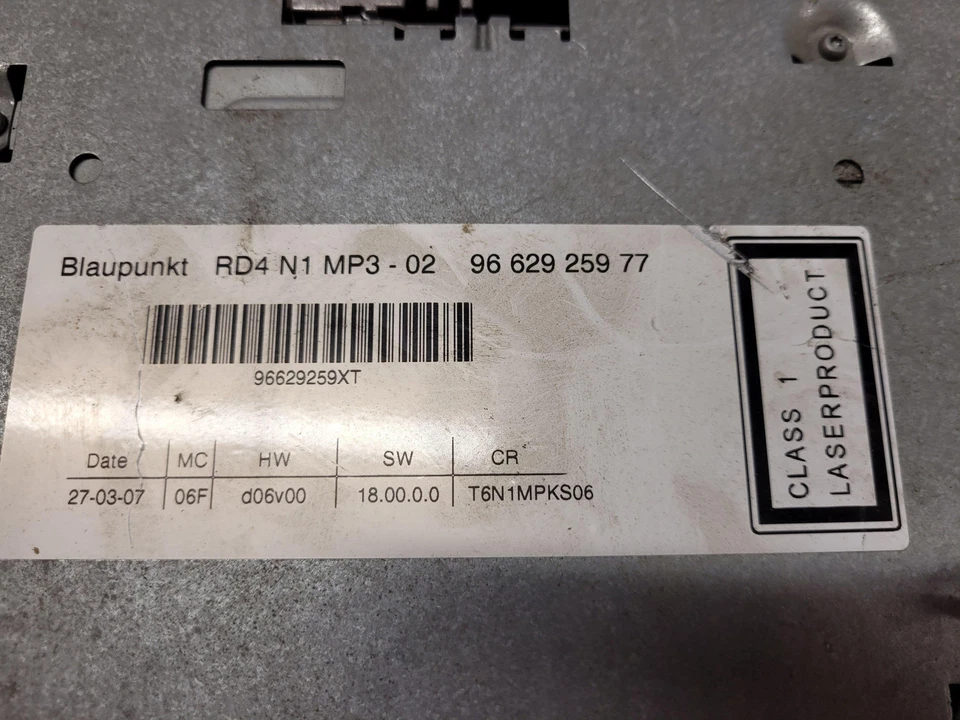 Blaupunkt RD4 N1 MP3 - 02 96 629 259 77
96629259XT
Date MC HW SW CR
27-03-07 06F d06v00 18.00.0.0 T6N1MPKS06
CLASS 1
LASERPRODUCT